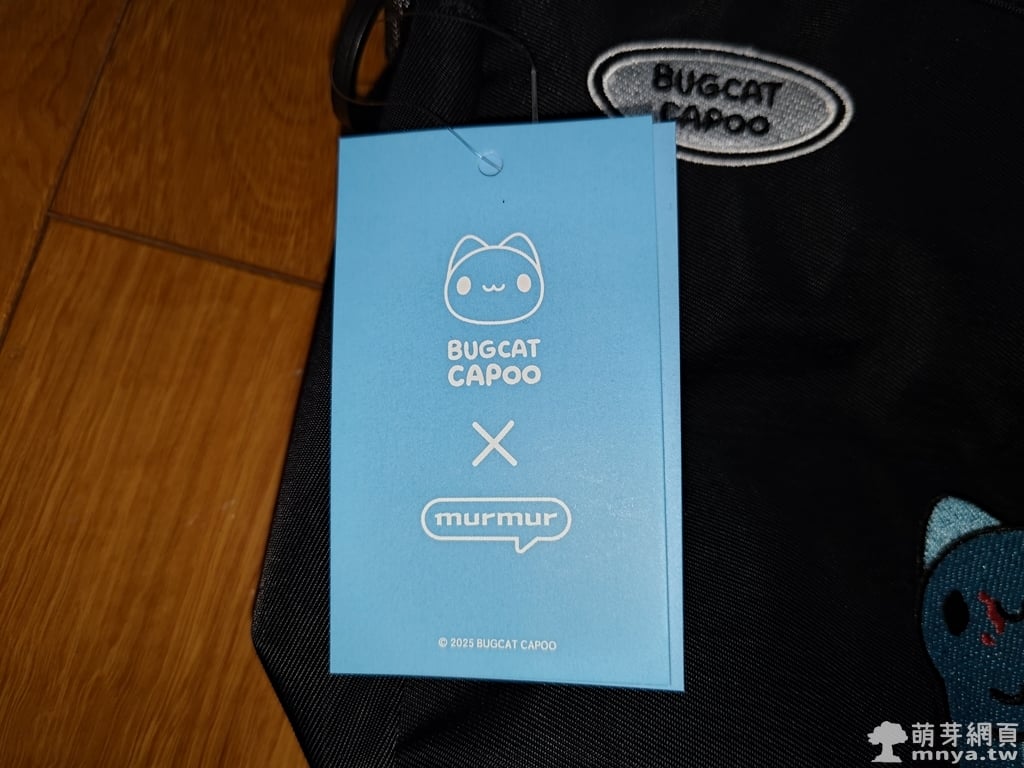 BUGCAT
CAPOO
BUGCAT
CAPOO
×
murmur
© 2025 BUGCAT CAPOO
萌芽網頁
mnya.tw